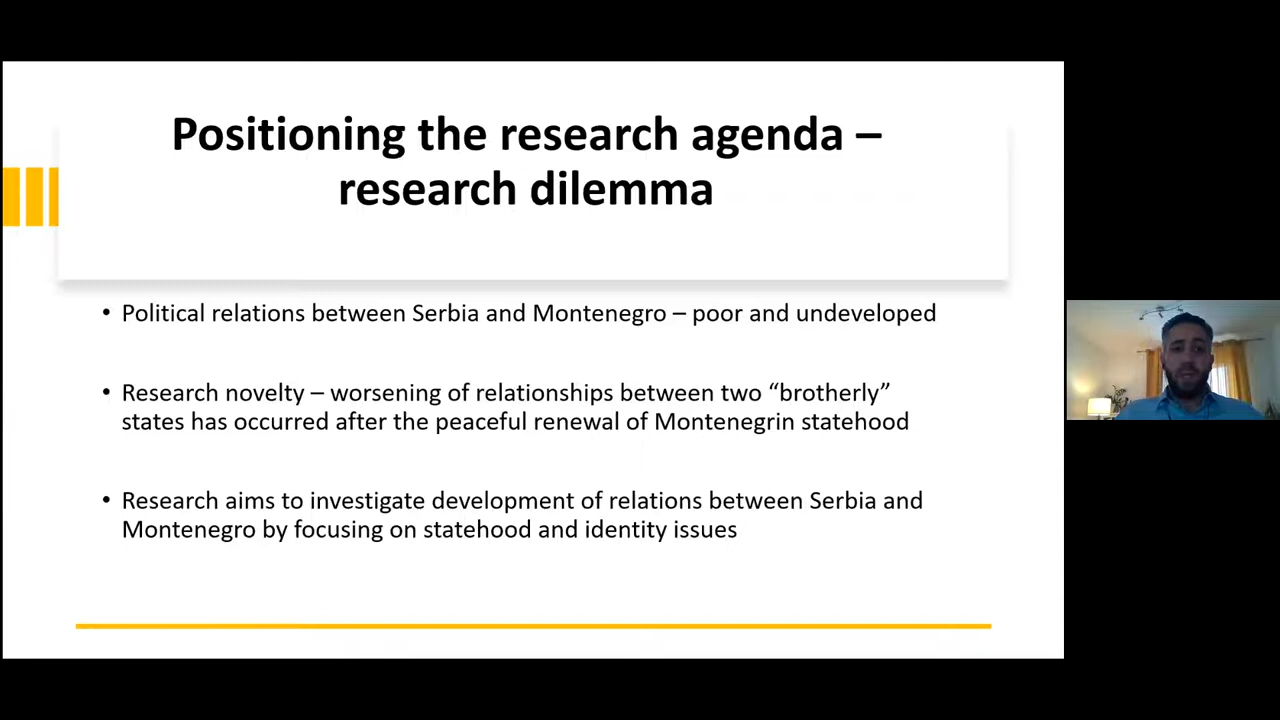 Positioning the research agenda –
research dilemma
• Political relations between Serbia and Montenegro – poor and undeveloped
• Research novelty – worsening of relationships between two “brotherly”
states has occurred after the peaceful renewal of Montenegrin statehood
• Research aims to investigate development of relations between Serbia and
Montenegro by focusing on statehood and identity issues